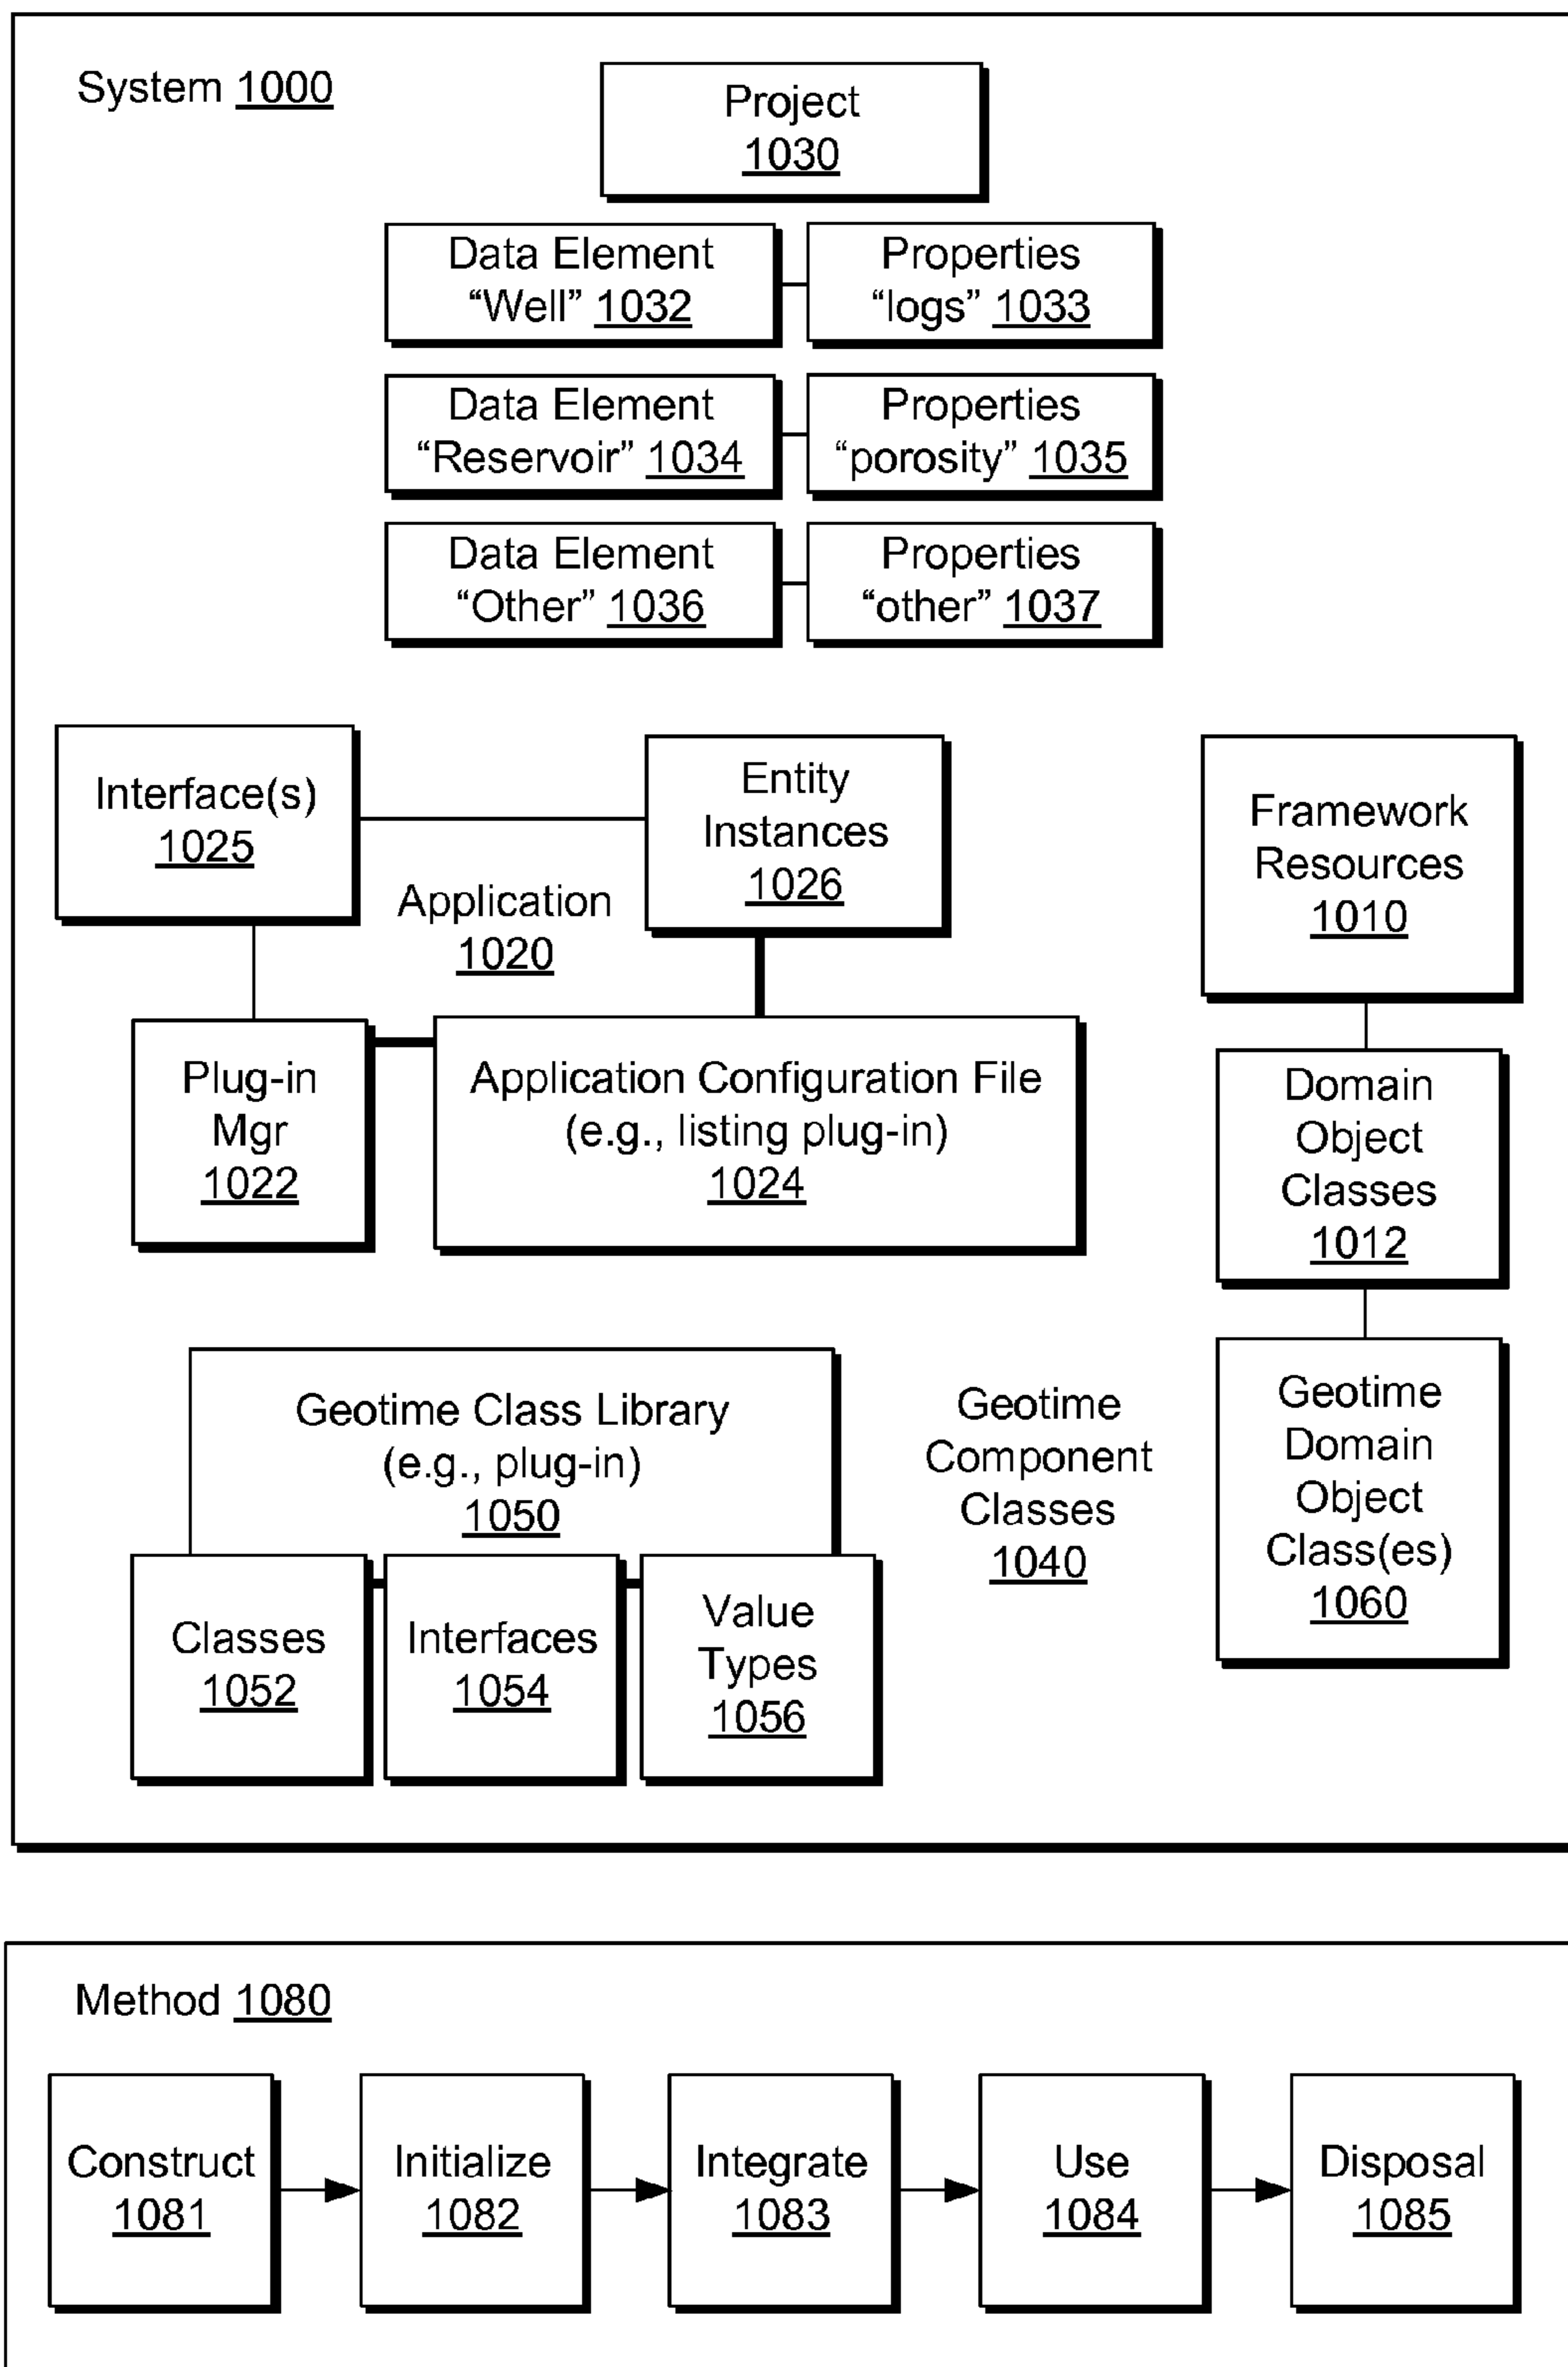 System 1000
Project
1030
Data Element
“Well” 1032
Properties
“logs” 1033
Data Element
“Reservoir” 1034
Properties
“porosity” 1035
Data Element
“Other” 1036
Properties
“other” 1037
Interface(s)
1025
Application
1020
Entity
Instances
1026
Framework
Resources
1010
Plug-in
Mgr
1022
Application Configuration File
(e.g., listing plug-in)
1024
Domain
Object
Classes
1012
Geotime Class Library
(e.g., plug-in)
1050
Geotime
Component
Classes
1040
Geotime
Domain
Object
Class(es)
1060
Classes
1052
Interfaces
1054
Value
Types
1056
Method 1080
Construct
1081
Initialize
1082
Integrate
1083
Use
1084
Disposal
1085